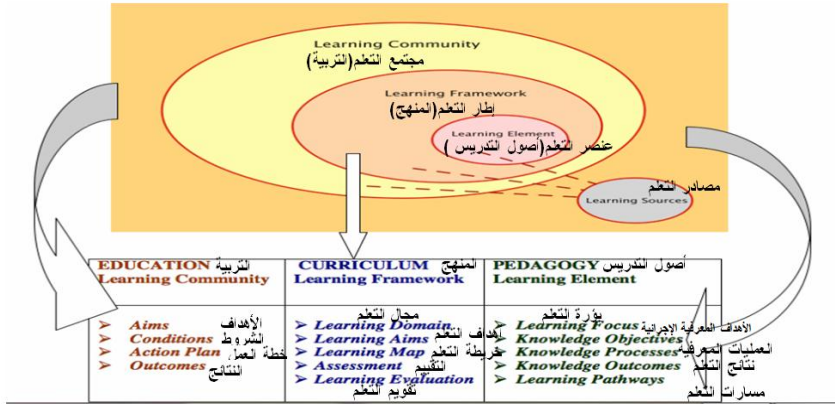 Learning Community
مجتمع التعلم(التربية)
Learning Framework
إطار التعلم(المنهج)
Learning Element
عنصر التعلم(أصول التدريس )
مصادر التعلم
Learning Sources
EDUCATION التربية
Learning Community
CURRICULUM المنهج
Learning Framework
PEDAGOGY أصول التدريس
Learning Element
Aims الأهداف
Conditions الشروط
Action Plan خطة العمل
Outcomes النتائج
مجال التعلم
Learning Domain
Learning Aims أهداف التعلم
Learning Map خريطة التعلم
Assessment التقييم
Learning Evaluation
تقويم التعلم
بؤرة التعلم
Learning Focus
Knowledge Objectives الأهداف المعرفية الإجرائية
Knowledge Processes العمليات المعرفية
Knowledge Outcomes نتائج التعلم
Learning Pathways
مسارات التعلم